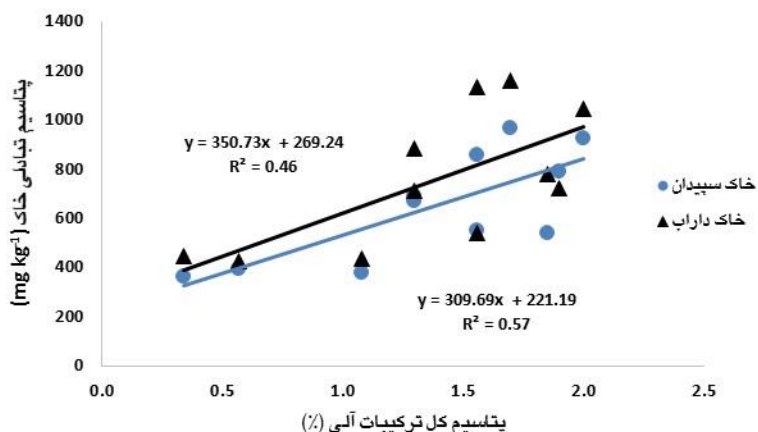 1400
1200
1000
800
600
400
200
0
پتاسیم تبادلی خاک (mg kg⁻¹)
y = 350.73x + 269.24
R² = 0.46
y = 309.69x + 221.19
R² = 0.57
خاک سپیدان
خاک داراب
0.0 0.5 1.0 1.5 2.0 2.5
پتاسیم کل ترکیبات آلی (٪)